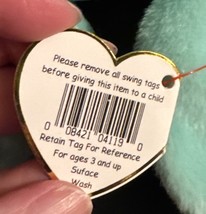 Please remove all swing tags
before giving this item to a child
0 08421 04119 0
Retain Tag For Reference
For ages 3 and up
Suface
Wash